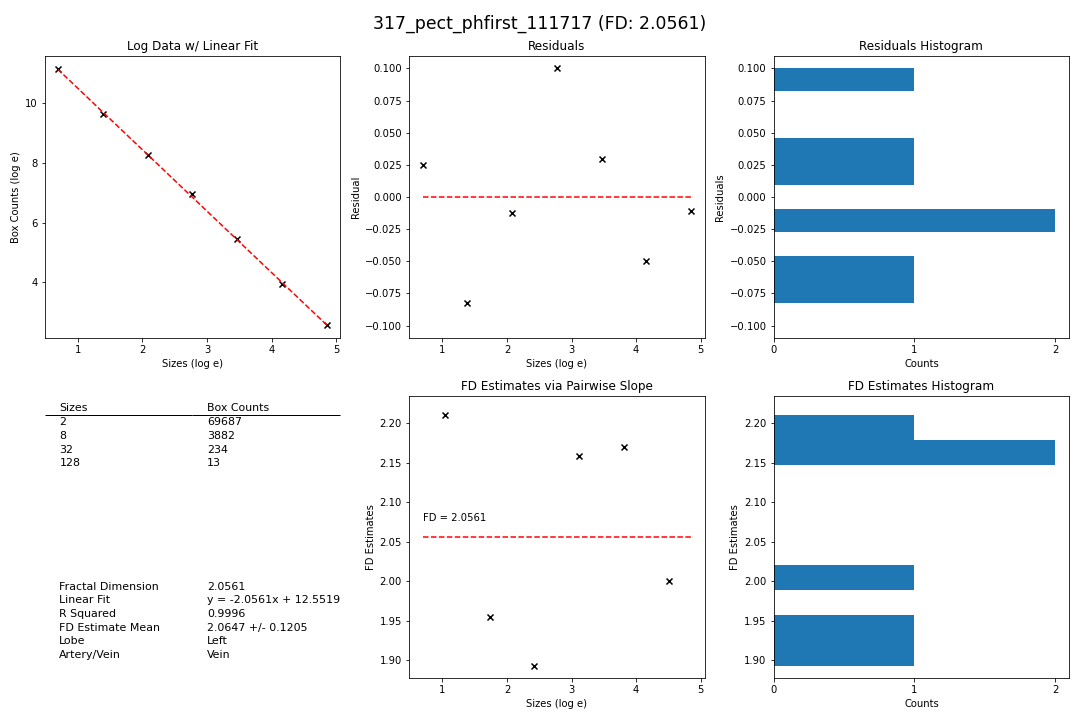 317_pect_phfirst_111717 (FD: 2.0561)
Log Data w/ Linear Fit
Box Counts (log e)
10
8
6
4
1 2 3 4 5
Sizes (log e)
Residuals
Residual
0.100
0.075
0.050
0.025
0.000
−0.025
−0.050
−0.075
−0.100
1 2 3 4 5
Sizes (log e)
Residuals Histogram
Residuals
0.100
0.075
0.050
0.025
0.000
−0.025
−0.050
−0.075
−0.100
0 1 2
Counts
Sizes Box Counts
2 69687
8 3882
32 234
128 13
Fractal Dimension 2.0561
Linear Fit y = -2.0561x + 12.5519
R Squared 0.9996
FD Estimate Mean 2.0647 +/- 0.1205
Lobe Left
Artery/Vein Vein
FD Estimates via Pairwise Slope
FD Estimates
2.20
2.15
2.10
2.05
2.00
1.95
1.90
FD = 2.0561
1 2 3 4 5
Sizes (log e)
FD Estimates Histogram
FD Estimates
2.20
2.15
2.10
2.05
2.00
1.95
1.90
0 1 2
Counts